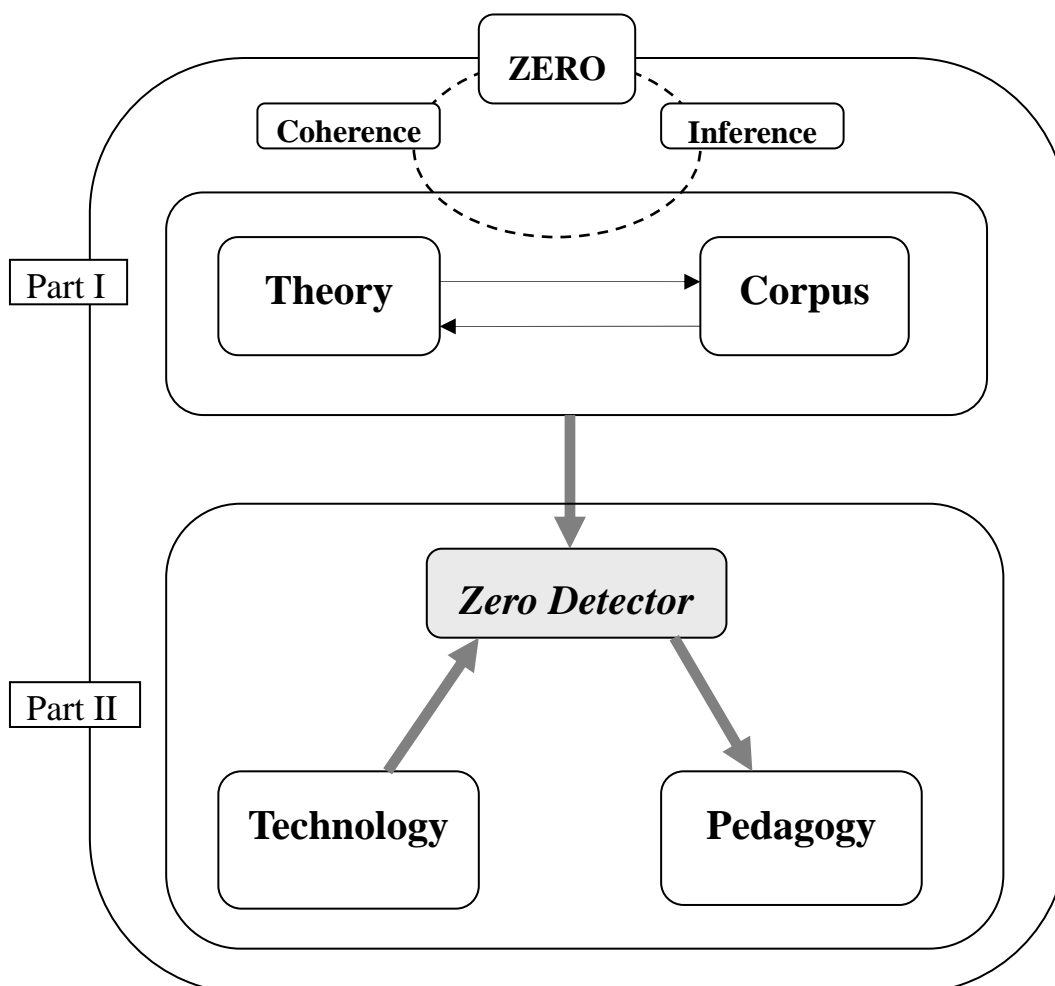 ZERO
Coherence
Inference
Part I
Theory
Corpus
Zero Detector
Part II
Technology
Pedagogy